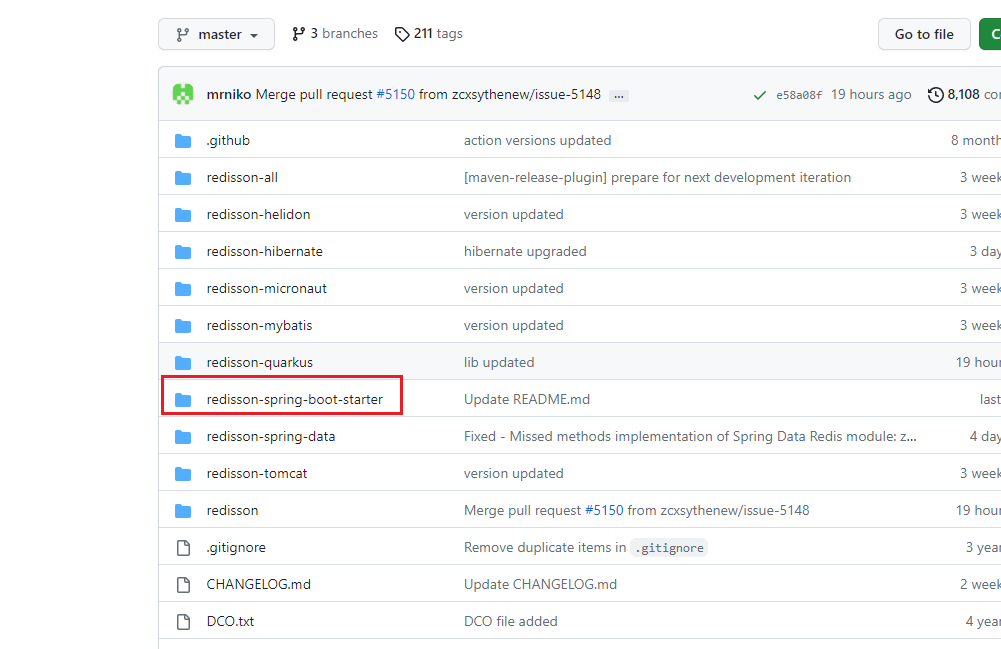 master 3 branches 211 tags Go to file C
mrniko Merge pull request #5150 from zcxsythenew/issue-5148 ... e58a08f 19 hours ago 8,108 con
.github action versions updated 8 month
redisson-all [maven-release-plugin] prepare for next development iteration 3 week
redisson-helidon version updated 3 week
redisson-hibernate hibernate upgraded 3 day
redisson-micronaut version updated 3 week
redisson-mybatis version updated 3 week
redisson-quarkus lib updated 19 hour
redisson-spring-boot-starter Update README.md last
redisson-spring-data Fixed - Missed methods implementation of Spring Data Redis module: z... 4 day
redisson-tomcat version updated 3 week
redisson Merge pull request #5150 from zcxsythenew/issue-5148 19 hour
.gitignore Remove duplicate items in .gitignore 3 year
CHANGELOG.md Update CHANGELOG.md 2 week
DCO.txt DCO file added 4 year